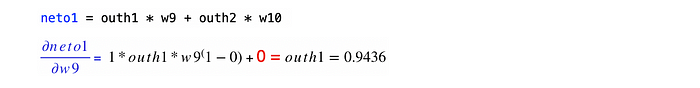 neto1 = outh1 * w9 + outh2 * w10
∂neto1/∂w9 = 1 * outh1 * w9⁽1 − 0) + 0 = outh1 = 0.9436